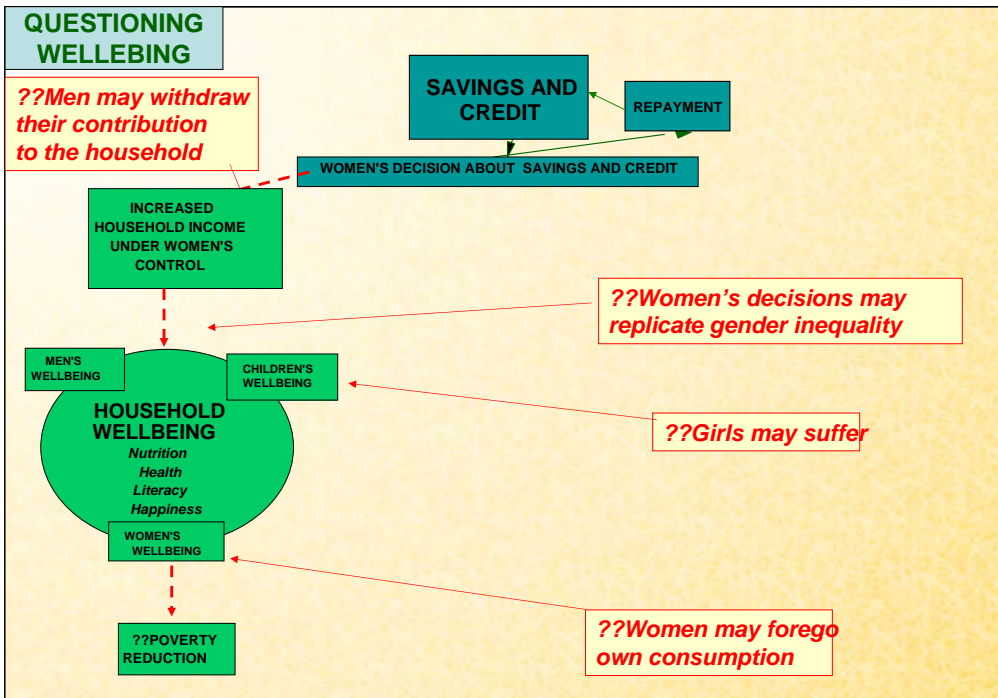 QUESTIONING
WELLEBING
??Men may withdraw
their contribution
to the household
SAVINGS AND
CREDIT
REPAYMENT
WOMEN'S DECISION ABOUT SAVINGS AND CREDIT
INCREASED
HOUSEHOLD INCOME
UNDER WOMEN'S
CONTROL
??Women's decisions may
replicate gender inequality
MEN'S
WELLBEING
CHILDREN'S
WELLBEING
HOUSEHOLD
WELLBEING
Nutrition
Health
Literacy
Happiness
??Girls may suffer
WOMEN'S
WELLBEING
??Women may forego
own consumption
??POVERTY
REDUCTION